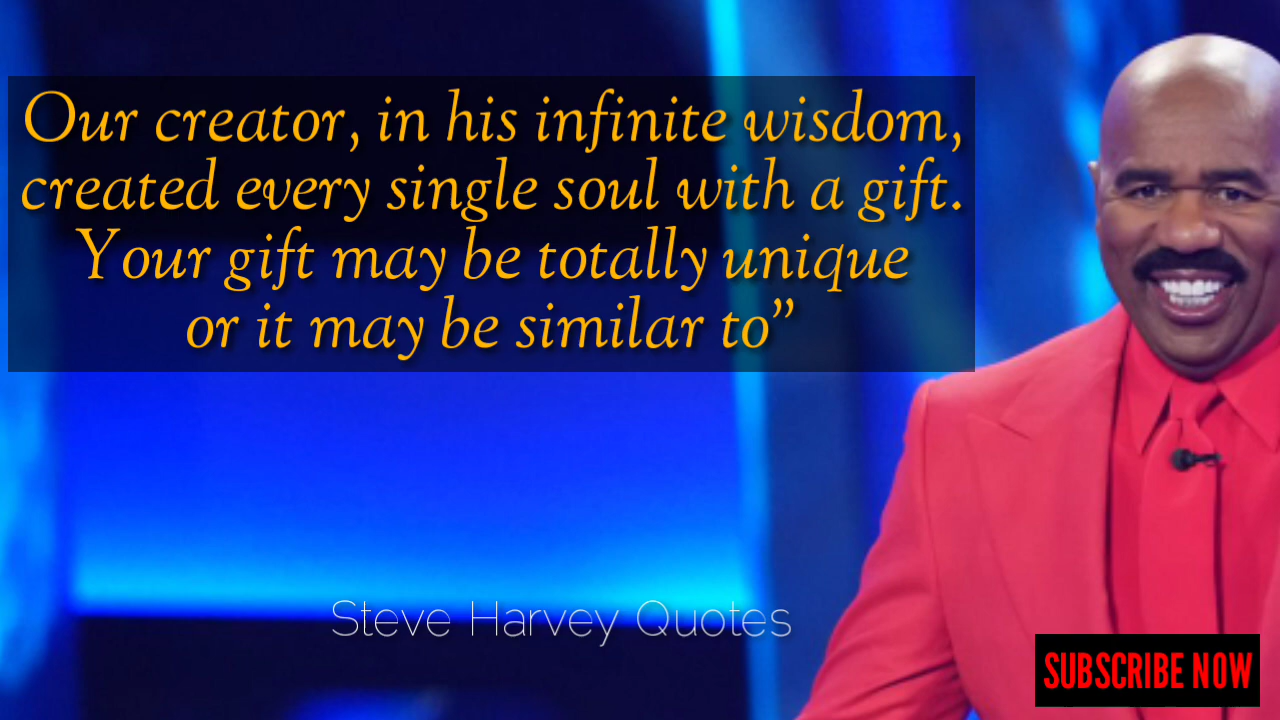 Our creator, in his infinite wisdom,
created every single soul with a gift.
Your gift may be totally unique
or it may be similar to”
Steve Harvey Quotes
SUBSCRIBE NOW